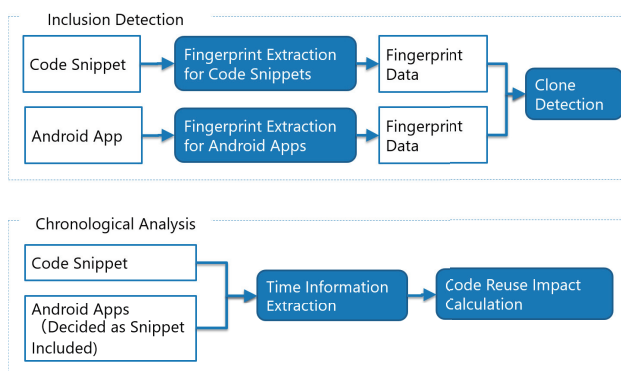 Inclusion Detection
Code Snippet
Fingerprint Extraction
for Code Snippets
Fingerprint
Data
Clone
Detection
Android App
Fingerprint Extraction
for Android Apps
Fingerprint
Data
Chronological Analysis
Code Snippet
Time Information
Extraction
Code Reuse Impact
Calculation
Android Apps
（Decided as Snippet
Included)